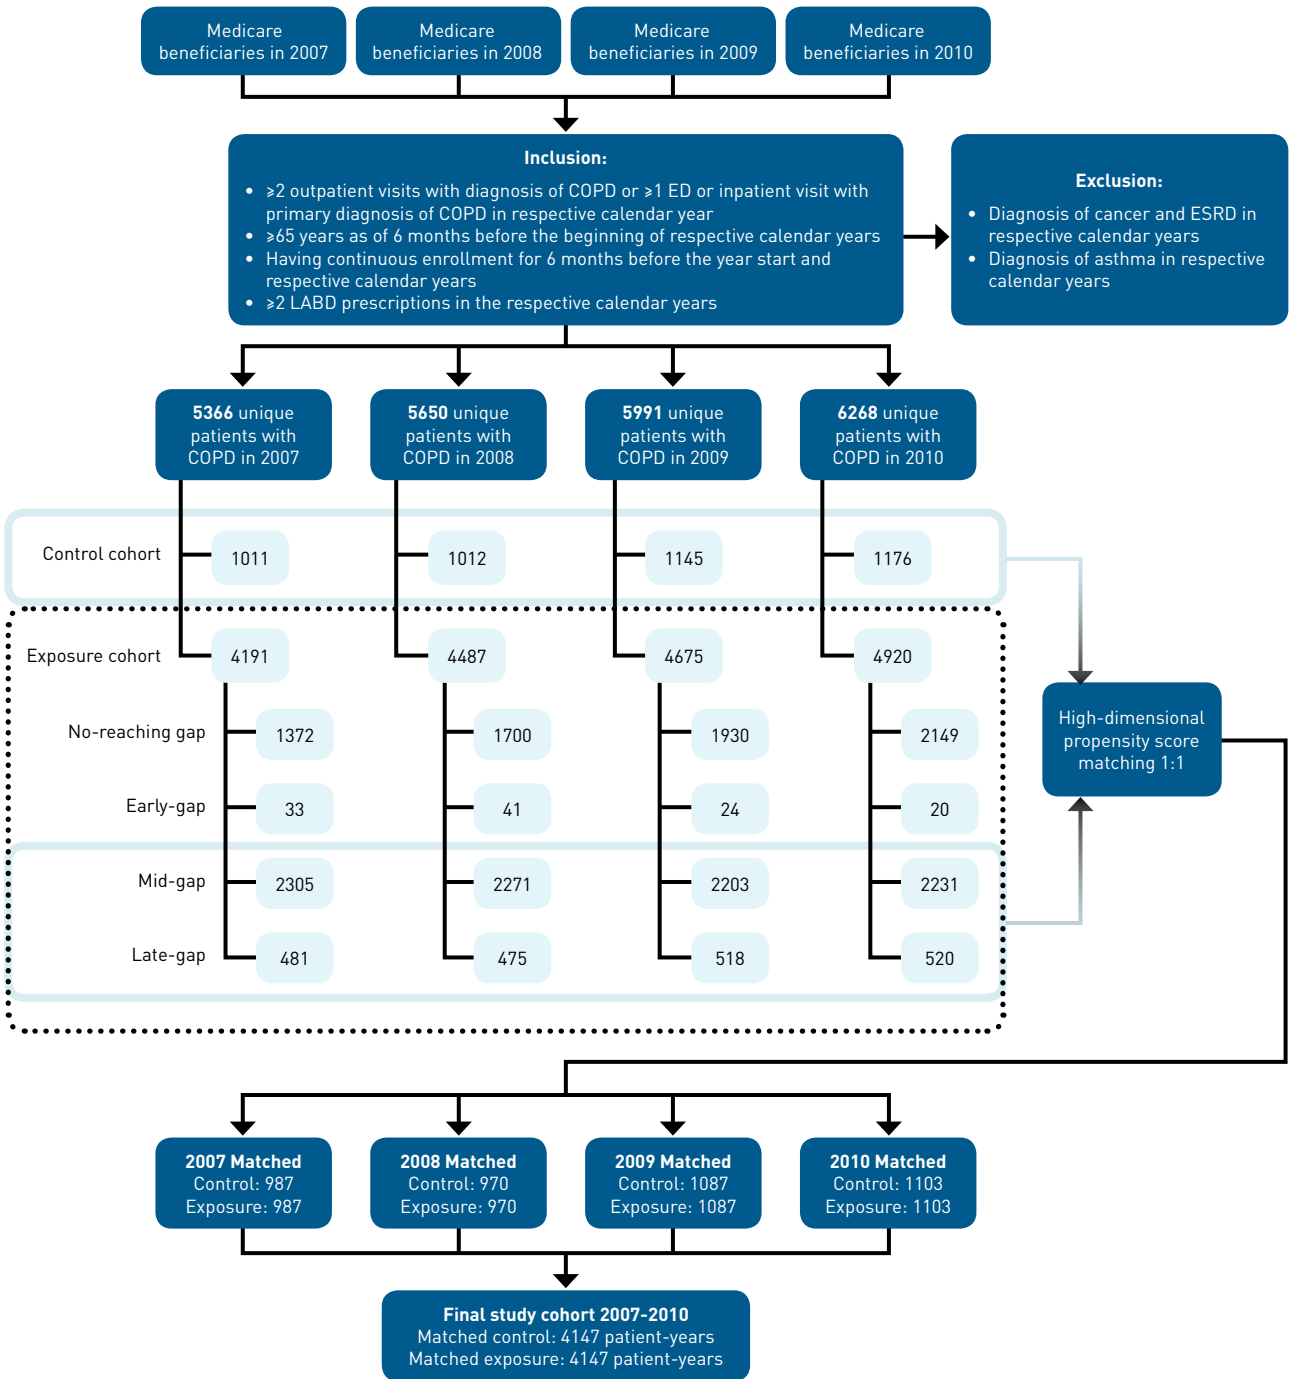 Medicare
beneficiaries in 2007
Medicare
beneficiaries in 2008
Medicare
beneficiaries in 2009
Medicare
beneficiaries in 2010
Inclusion:
• ⩾2 outpatient visits with diagnosis of COPD or ⩾1 ED or inpatient visit with
primary diagnosis of COPD in respective calendar year
• ⩾65 years as of 6 months before the beginning of respective calendar years
• Having continuous enrollment for 6 months before the year start and
respective calendar years
• ⩾2 LABD prescriptions in the respective calendar years
Exclusion:
• Diagnosis of cancer and ESRD in
respective calendar years
• Diagnosis of asthma in respective
calendar years
5366 unique
patients with
COPD in 2007
5650 unique
patients with
COPD in 2008
5991 unique
patients with
COPD in 2009
6268 unique
patients with
COPD in 2010
Control cohort 1011 1012 1145 1176
Exposure cohort 4191 4487 4675 4920
No-reaching gap 1372 1700 1930 2149
Early-gap 33 41 24 20
Mid-gap 2305 2271 2203 2231
Late-gap 481 475 518 520
High-dimensional
propensity score
matching 1:1
2007 Matched
Control: 987
Exposure: 987
2008 Matched
Control: 970
Exposure: 970
2009 Matched
Control: 1087
Exposure: 1087
2010 Matched
Control: 1103
Exposure: 1103
Final study cohort 2007-2010
Matched control: 4147 patient-years
Matched exposure: 4147 patient-years